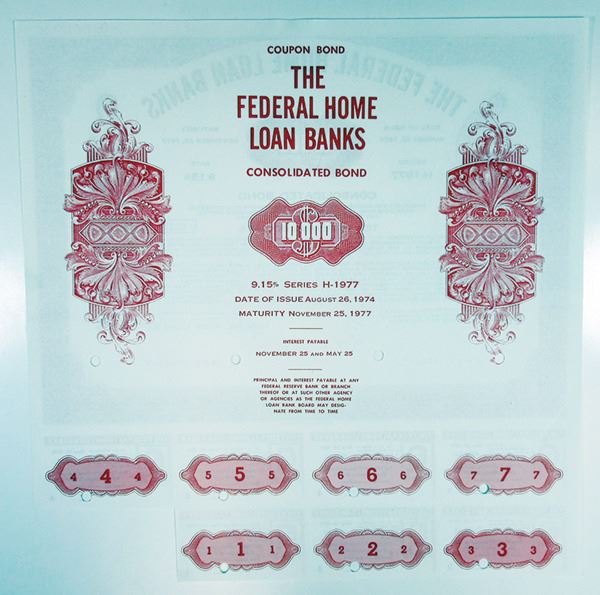 COUPON BOND
THE
FEDERAL HOME
LOAN BANKS
CONSOLIDATED BOND
10 000
9.15% SERIES H-1977
DATE OF ISSUE AUGUST 26, 1974
MATURITY NOVEMBER 25, 1977
INTEREST PAYABLE
NOVEMBER 25 AND MAY 25
PRINCIPAL AND INTEREST PAYABLE AT ANY
FEDERAL RESERVE BANK OR BRANCH
THEREOF OR AT SUCH OTHER AGENCY
OR AGENCIES AS THE FEDERAL HOME
LOAN BANK BOARD MAY DESIG-
NATE FROM TIME TO TIME
4 4 4 5 5 5 6 6 6 7 7 7
1 1 1 2 2 2 3 3 3